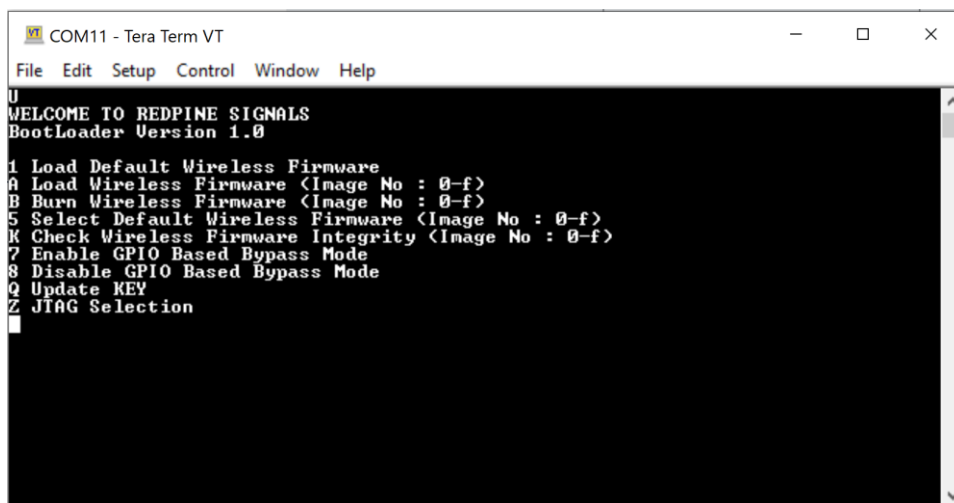 COM11 - Tera Term VT
File Edit Setup Control Window Help
U
WELCOME TO REDPINE SIGNALS
BootLoader Version 1.0
1 Load Default Wireless Firmware
A Load Wireless Firmware (Image No : 0-f)
B Burn Wireless Firmware (Image No : 0-f)
5 Select Default Wireless Firmware (Image No : 0-f)
K Check Wireless Firmware Integrity (Image No : 0-f)
7 Enable GPIO Based Bypass Mode
8 Disable GPIO Based Bypass Mode
Q Update KEY
Z JTAG Selection